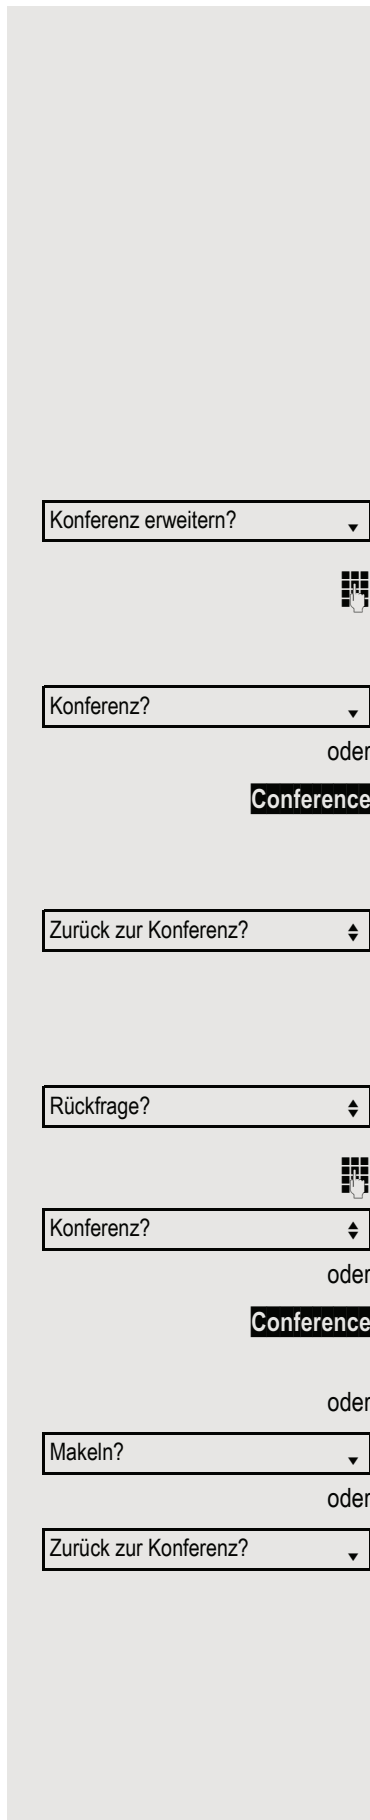 Konferenz erweitern?
Konferenz?
oder
Conference
Zurück zur Konferenz?
Rückfrage?
Konferenz?
oder
Conference
oder
Makeln?
oder
Zurück zur Konferenz?